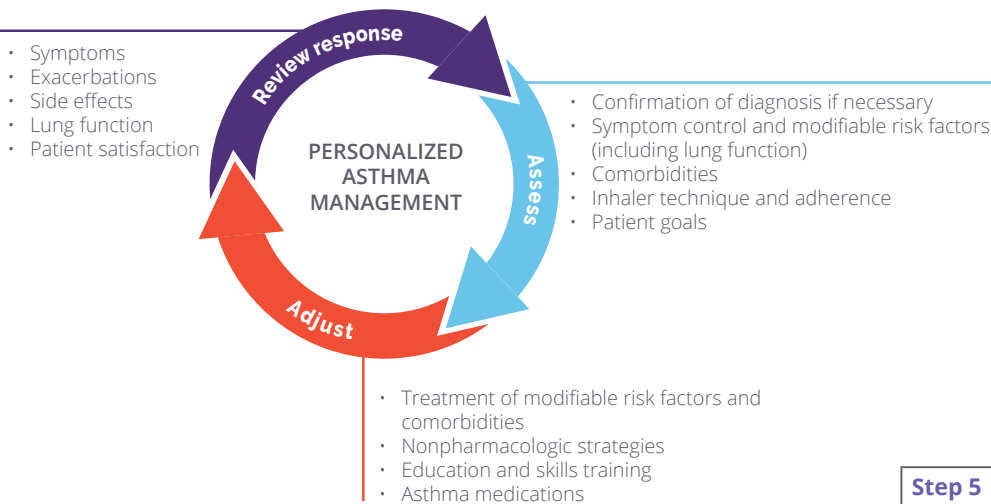 Review response
• Symptoms
• Exacerbations
• Side effects
• Lung function
• Patient satisfaction
PERSONALIZED
ASTHMA
MANAGEMENT
Assess
• Confirmation of diagnosis if necessary
• Symptom control and modifiable risk factors
(including lung function)
• Comorbidities
• Inhaler technique and adherence
• Patient goals
Adjust
• Treatment of modifiable risk factors and
comorbidities
• Nonpharmacologic strategies
• Education and skills training
• Asthma medications
Step 5